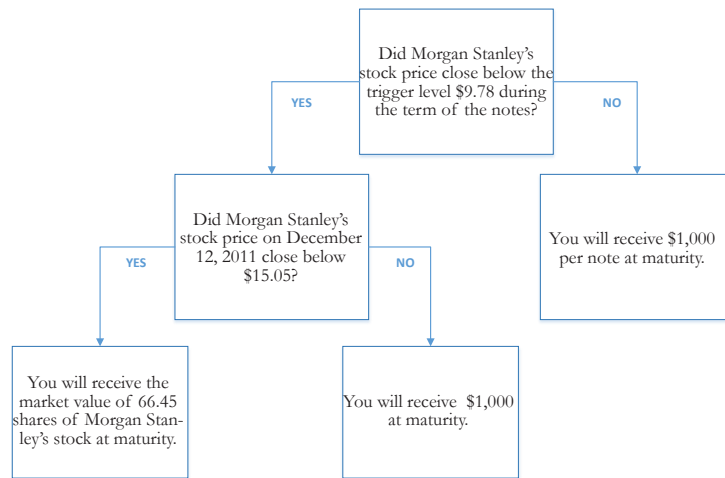 Did Morgan Stanley's
stock price close below the
trigger level $9.78 during
the term of the notes?
YES
NO
Did Morgan Stanley's
stock price on December
12, 2011 close below
$15.05?
You will receive $1,000
per note at maturity.
YES
NO
You will receive the
market value of 66.45
shares of Morgan Stan-
ley's stock at maturity.
You will receive $1,000
at maturity.